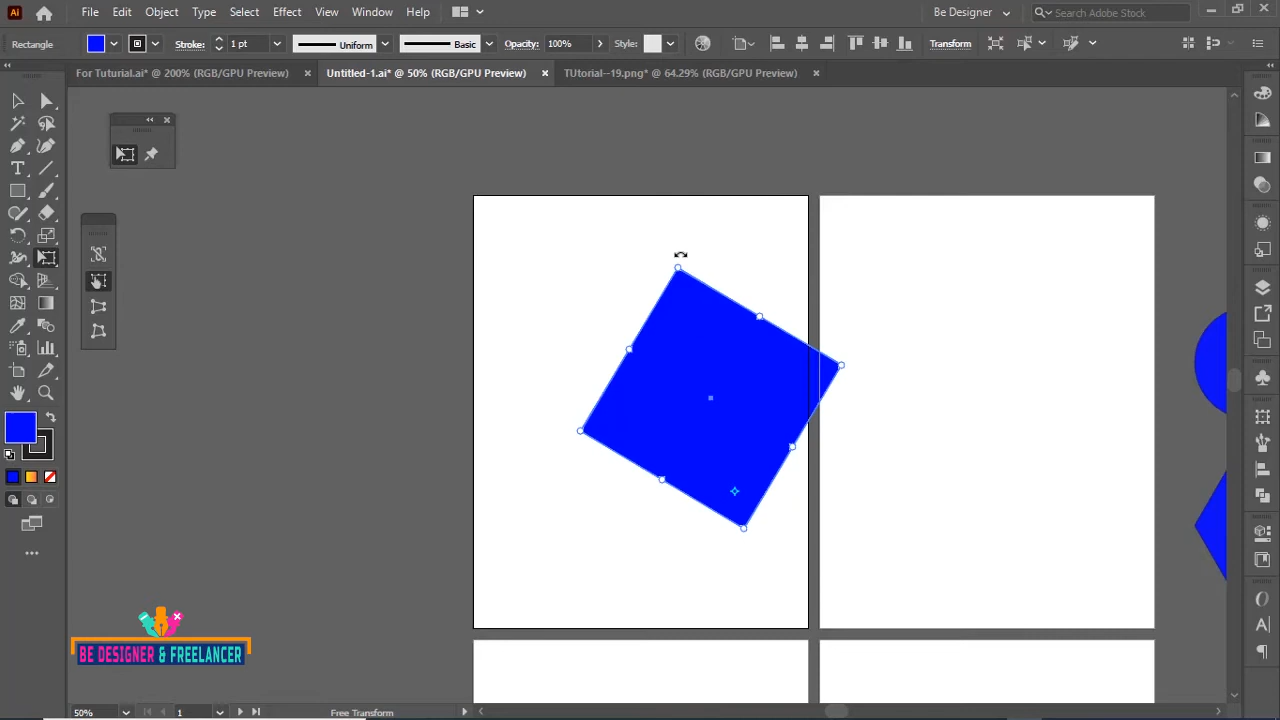 Ai File Edit Object Type Select Effect View Window Help Be Designer Search Adobe Stock
Rectangle Stroke: 1 pt Uniform Basic Opacity: 100% Style: Transform
For Tuturial.ai* @ 200% (RGB/GPU Preview) × Untitled-1.ai* @ 50% (RGB/GPU Preview) × TUtorial--19.png* @ 64.29% (RGB/GPU Preview) ×
BE DESIGNER & FREELANCER
50% 1 Free Transform